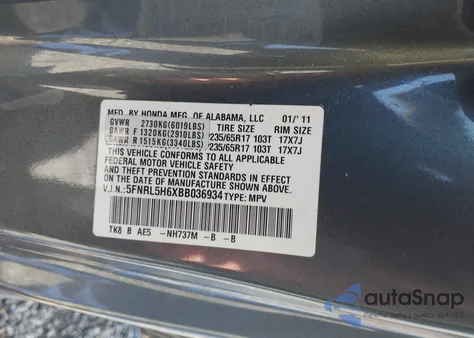 MFD. BY HONDA MFG. OF ALABAMA, LLC 01/'11
GVWR 2730KG(6019LBS) TIRE SIZE RIM SIZE
GAWR F 1320KG(2910LBS) 235/65R17 103T 17X7J
GAWR R 1515KG(3340LBS) 235/65R17 103T 17X7J
THIS VEHICLE CONFORMS TO ALL APPLICABLE
FEDERAL MOTOR VEHICLE SAFETY AND
THEFT PREVENTION STANDARDS IN EFFECT ON
THE DATE OF MANUFACTURE SHOWN ABOVE.
V.I.N.: 5FNRL5H6XBB036934 TYPE: MPV
TK8 B AE5 -NH737M -B -B
autoSnap